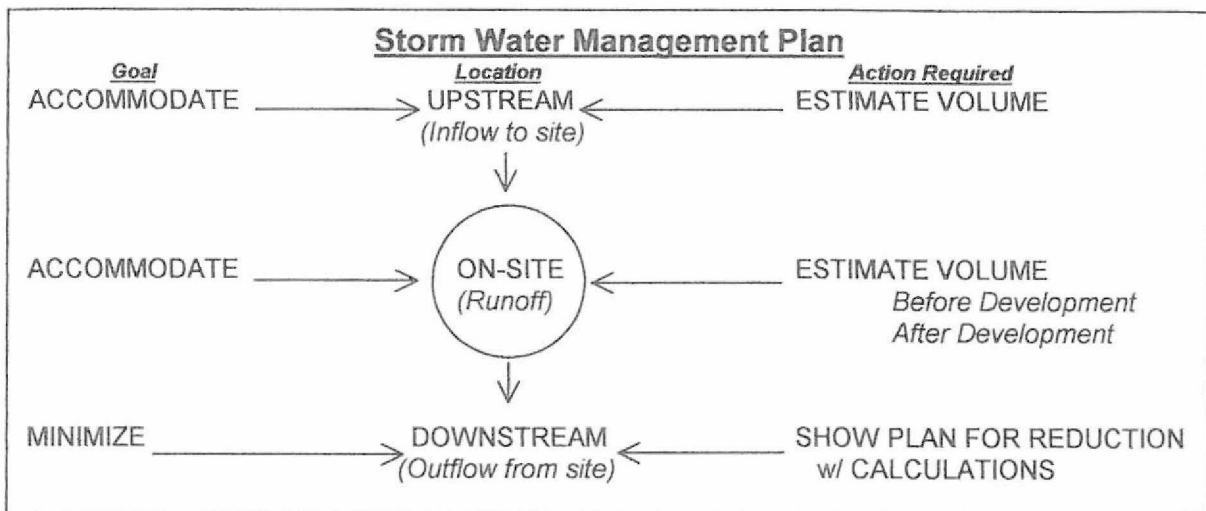 Storm Water Management Plan
Goal Location Action Required
ACCOMMODATE UPSTREAM ESTIMATE VOLUME
(Inflow to site)
ACCOMMODATE ON-SITE ESTIMATE VOLUME
(Runoff) Before Development
After Development
MINIMIZE DOWNSTREAM SHOW PLAN FOR REDUCTION
(Outflow from site) w/ CALCULATIONS